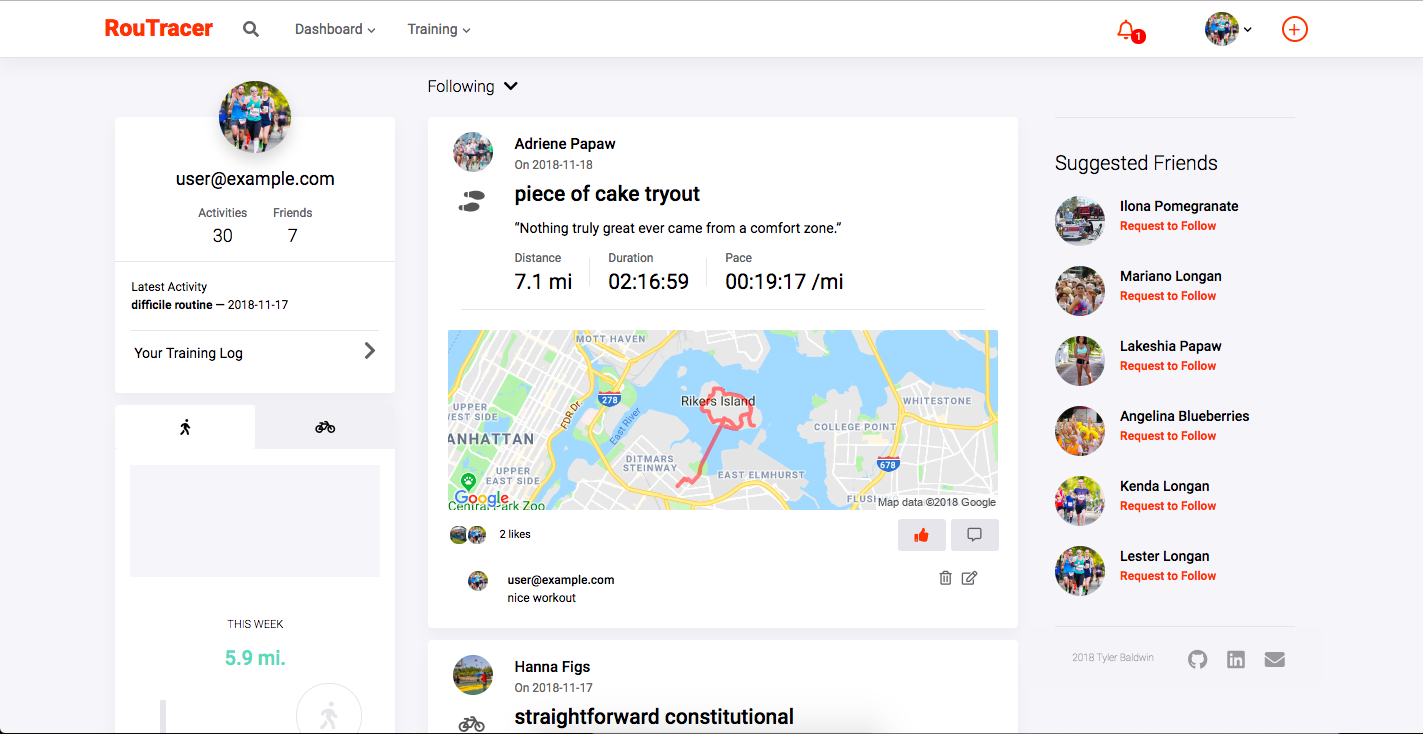 RouTracer
Dashboard
Training
1
user@example.com
Activities
Friends
30
7
Latest Activity
difficile routine — 2018-11-17
Your Training Log
THIS WEEK
5.9 mi.
Following
Adriene Papaw
On 2018-11-18
piece of cake tryout
“Nothing truly great ever came from a comfort zone.”
Distance
Duration
Pace
7.1 mi
02:16:59
00:19:17 /mi
MOTT HAVEN
278
Rikers Island
WHITESTONE
UPPER
WEST SIDE
FDR Dr.
East River
COLLEGE POINT
ANHATTAN
DITMARS
STEINWAY
678
EAST ELMHURST
UPPER
EAST SIDE
Google
FLUS
Map data ©2018 Google
Central Park Zoo
2 likes
user@example.com
nice workout
Hanna Figs
On 2018-11-17
straightforward constitutional
Suggested Friends
Ilona Pomegranate
Request to Follow
Mariano Longan
Request to Follow
Lakeshia Papaw
Request to Follow
Angelina Blueberries
Request to Follow
Kenda Longan
Request to Follow
Lester Longan
Request to Follow
2018 Tyler Baldwin